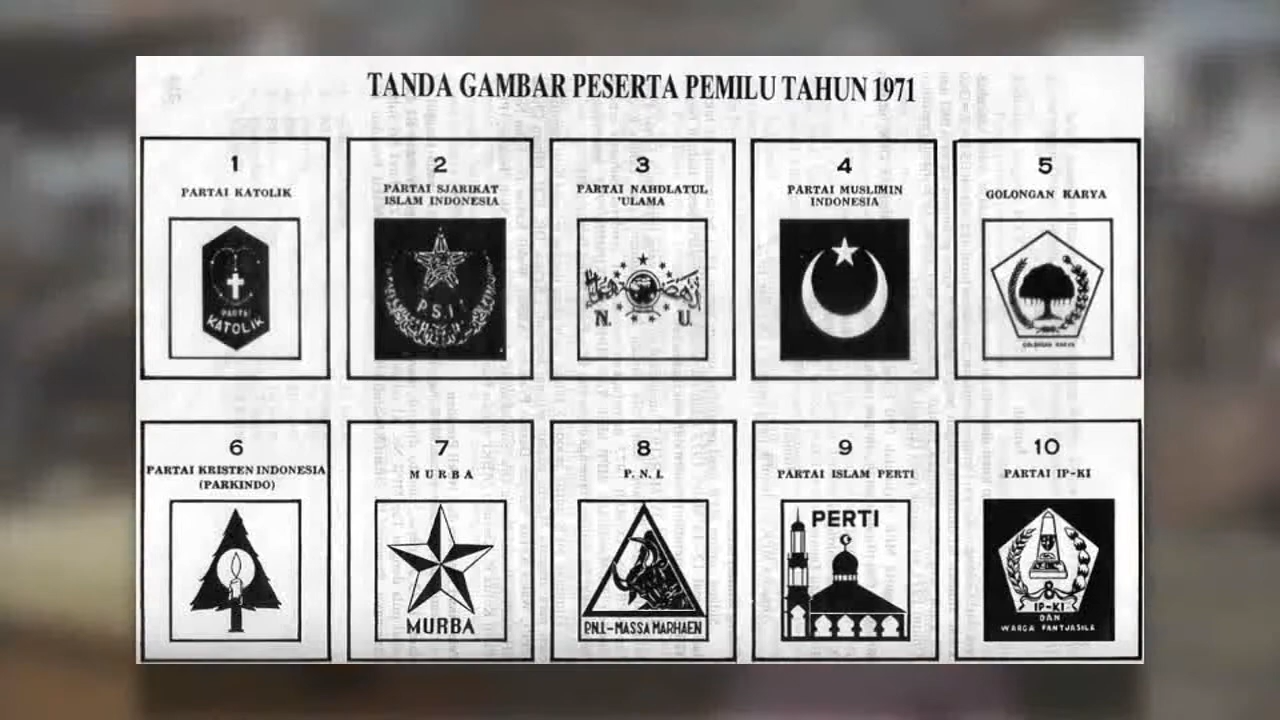 TANDA GAMBAR PESERTA PEMILU TAHUN 1971
1
PARTAI KATOLIK
PARTAI
KATOLIK
2
PARTAI SJARIKAT
ISLAM INDONESIA
P.S.I.I
3
PARTAI NAHDLATUL
'ULAMA
N. U.
4
PARTAI MUSLIMIN
INDONESIA
5
GOLONGAN KARYA
GOLONGAN KARYA
6
PARTAI KRISTEN INDONESIA
(PARKINDO)
7
MURBA
MURBA
8
P.N.I.
P.N.I.-MASSA MARHAEN
9
PARTAI ISLAM PERTI
PERTI
10
PARTAI IP-KI
8
IP-KI
DAN
WARGA PANTJASILA